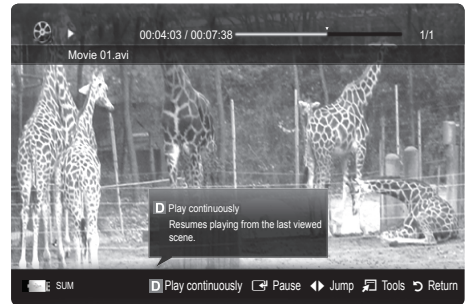 00:04:03 / 00:07:38 1/1
Movie 01.avi
D Play continuously
Resumes playing from the last viewed
scene.
SUM D Play continuously Pause Jump Tools Return